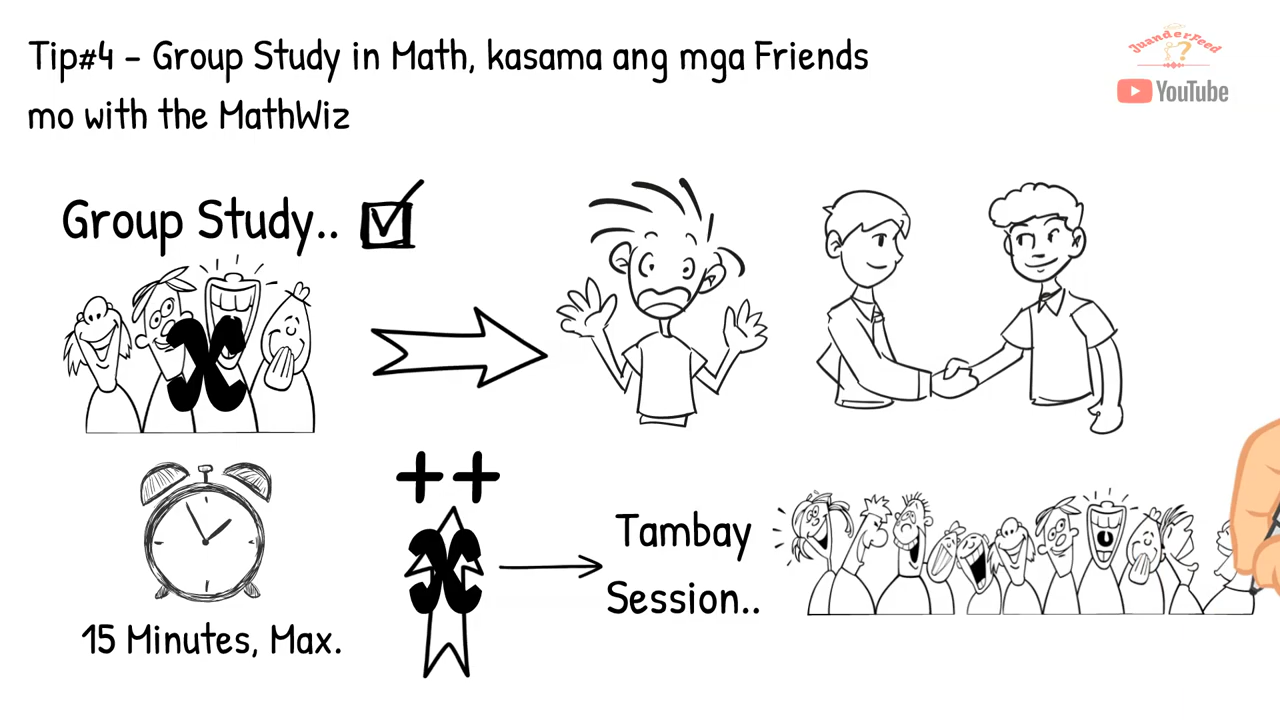 Tip#4 - Group Study in Math, kasama ang mga Friends
mo with the MathWiz
JuanderFeed
?
YouTube
Group Study..
15 Minutes, Max.
++
Tambay
Session..